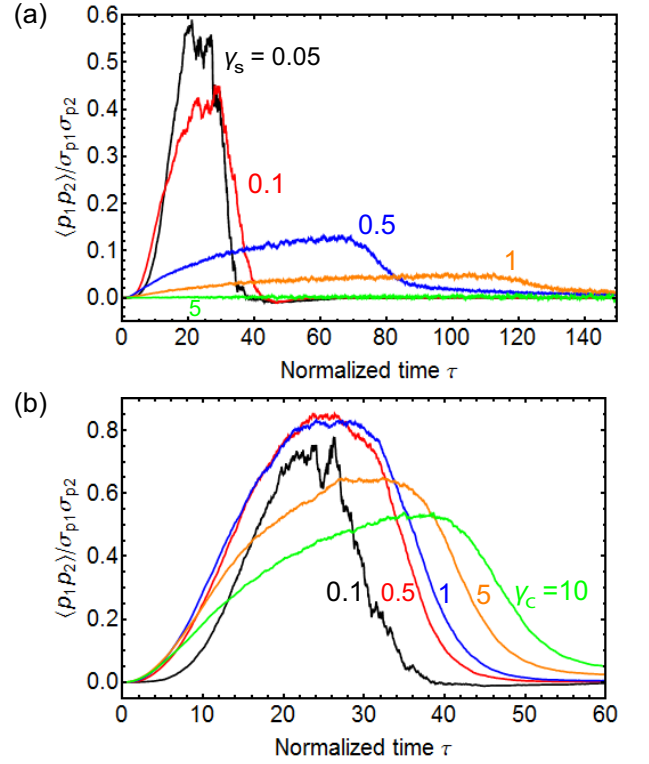 (a)
0.6
0.5
0.4
0.3
0.2
0.1
0.0
⟨p₁p₂⟩/σp1σp2
γs = 0.05
0.1
0.5
1
5
0 20 40 60 80 100 120 140
Normalized time τ
(b)
0.8
0.6
0.4
0.2
0.0
⟨p₁p₂⟩/σp1σp2
0.1 0.5 1 5 γc =10
0 10 20 30 40 50 60
Normalized time τ